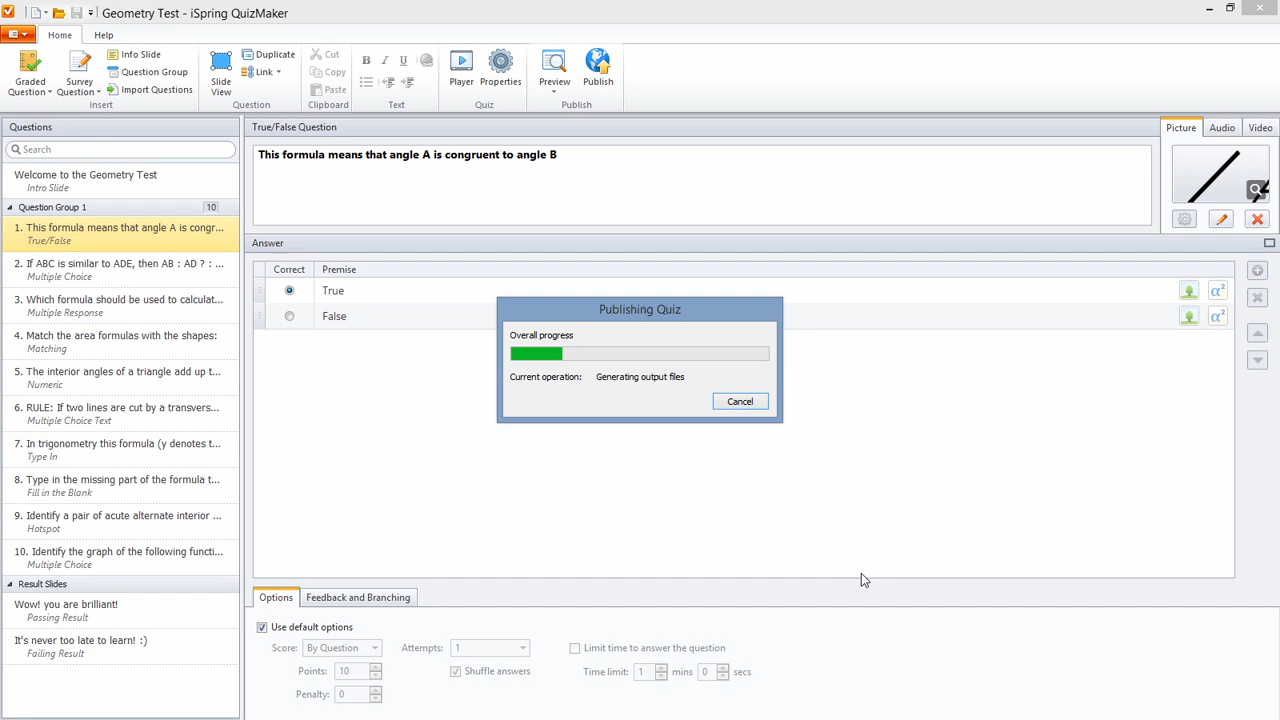 Geometry Test - iSpring QuizMaker
Home
Help
Graded
Question
Survey
Question
Info Slide
Question Group
Import Questions
Insert
Slide
View
Duplicate
Link
Question
Cut
Copy
Paste
Clipboard
B I U
Text
Player
Properties
Quiz
Preview
Publish
Publish
Questions
Search
Welcome to the Geometry Test
Intro Slide
Question Group 1
10
1. This formula means that angle A is congr...
True/False
2. If ABC is similar to ADE, then AB : AD ? : ...
Multiple Choice
3. Which formula should be used to calculat...
Multiple Response
4. Match the area formulas with the shapes:
Matching
5. The interior angles of a triangle add up t...
Numeric
6. RULE: If two lines are cut by a transvers...
Multiple Choice Text
7. In trigonometry this formula (y denotes t...
Type In
8. Type in the missing part of the formula t...
Fill in the Blank
9. Identify a pair of acute alternate interior ...
Hotspot
10. Identify the graph of the following functi...
Multiple Choice
Result Slides
Wow! you are brilliant!
Passing Result
It's never too late to learn! :)
Failing Result
True/False Question
This formula means that angle A is congruent to angle B
Picture
Audio
Video
Answer
Correct
Premise
True
α²
False
α²
Publishing Quiz
Overall progress
Current operation: Generating output files
Cancel
Options
Feedback and Branching
Use default options
Score: By Question
Attempts: 1
Limit time to answer the question
Points: 10
Shuffle answers
Time limit: 1 mins 0 secs
Penalty: 0